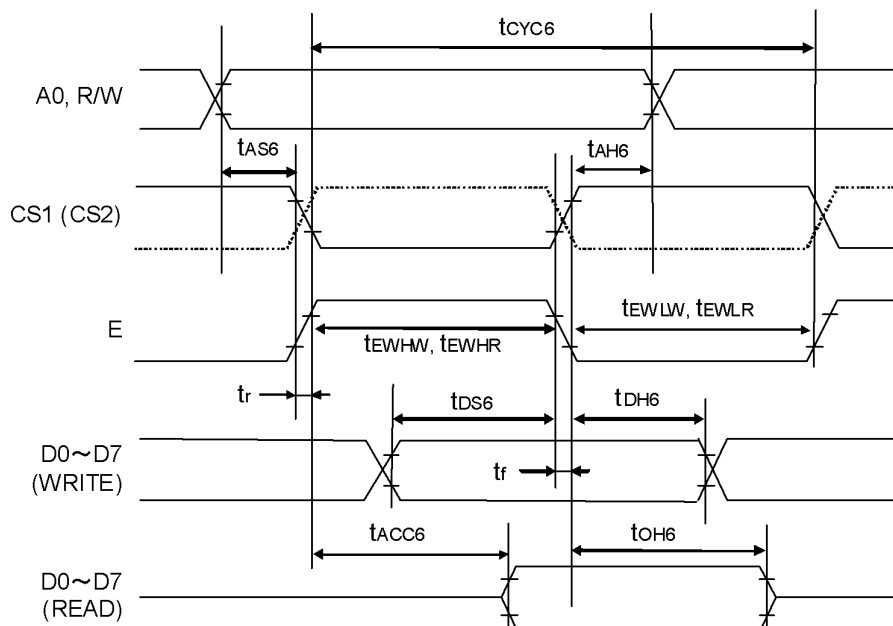 tCYC6
A0, R/W
tAS6
tAH6
CS1 (CS2)
tEWLW, tEWLR
E
tEWHW, tEWHR
tr
tDS6
tDH6
D0～D7
(WRITE)
tf
tACC6
tOH6
D0～D7
(READ)